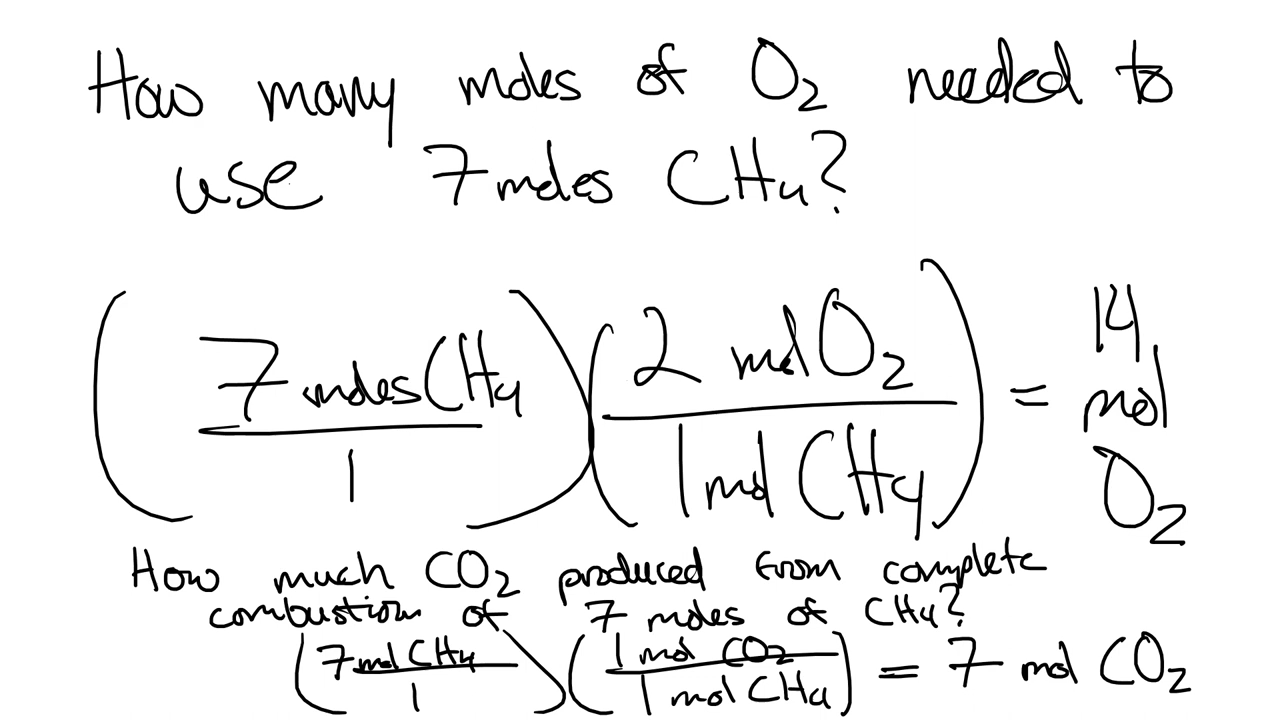 How many moles of O₂ needed to
use 7 moles CH₄?
(7 moles CH₄ / 1) (2 mol O₂ / 1 mol CH₄) = 14 mol O₂
How much CO₂ produced from complete
combustion of 7 moles of CH₄?
(7 mol CH₄ / 1) (1 mol CO₂ / 1 mol CH₄) = 7 mol CO₂